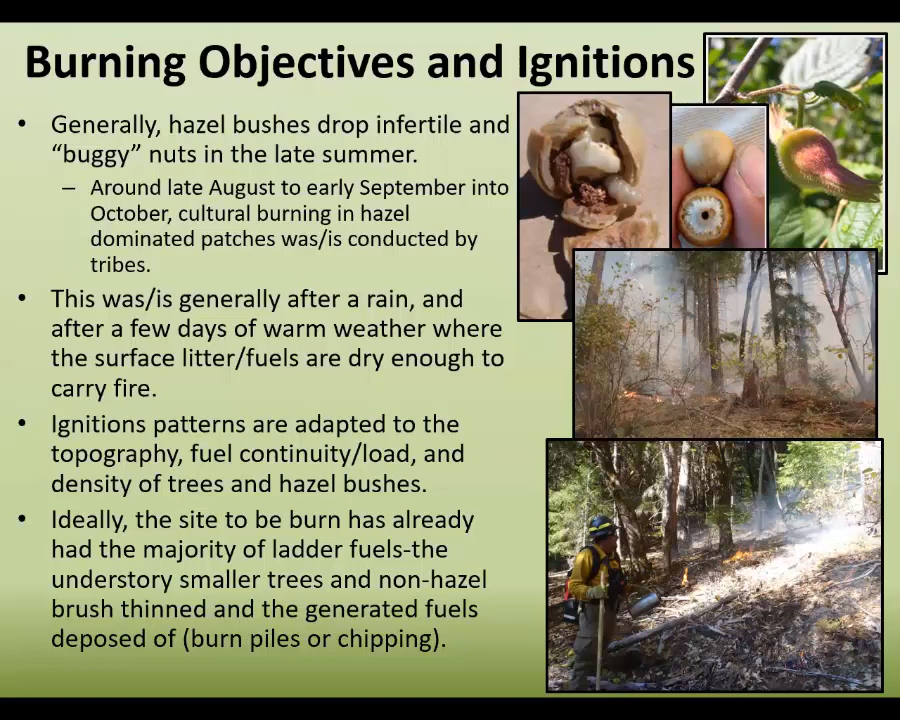 Burning Objectives and Ignitions
• Generally, hazel bushes drop infertile and
“buggy” nuts in the late summer.
– Around late August to early September into
October, cultural burning in hazel
dominated patches was/is conducted by
tribes.
• This was/is generally after a rain, and
after a few days of warm weather where
the surface litter/fuels are dry enough to
carry fire.
• Ignitions patterns are adapted to the
topography, fuel continuity/load, and
density of trees and hazel bushes.
• Ideally, the site to be burn has already
had the majority of ladder fuels-the
understory smaller trees and non-hazel
brush thinned and the generated fuels
deposed of (burn piles or chipping).